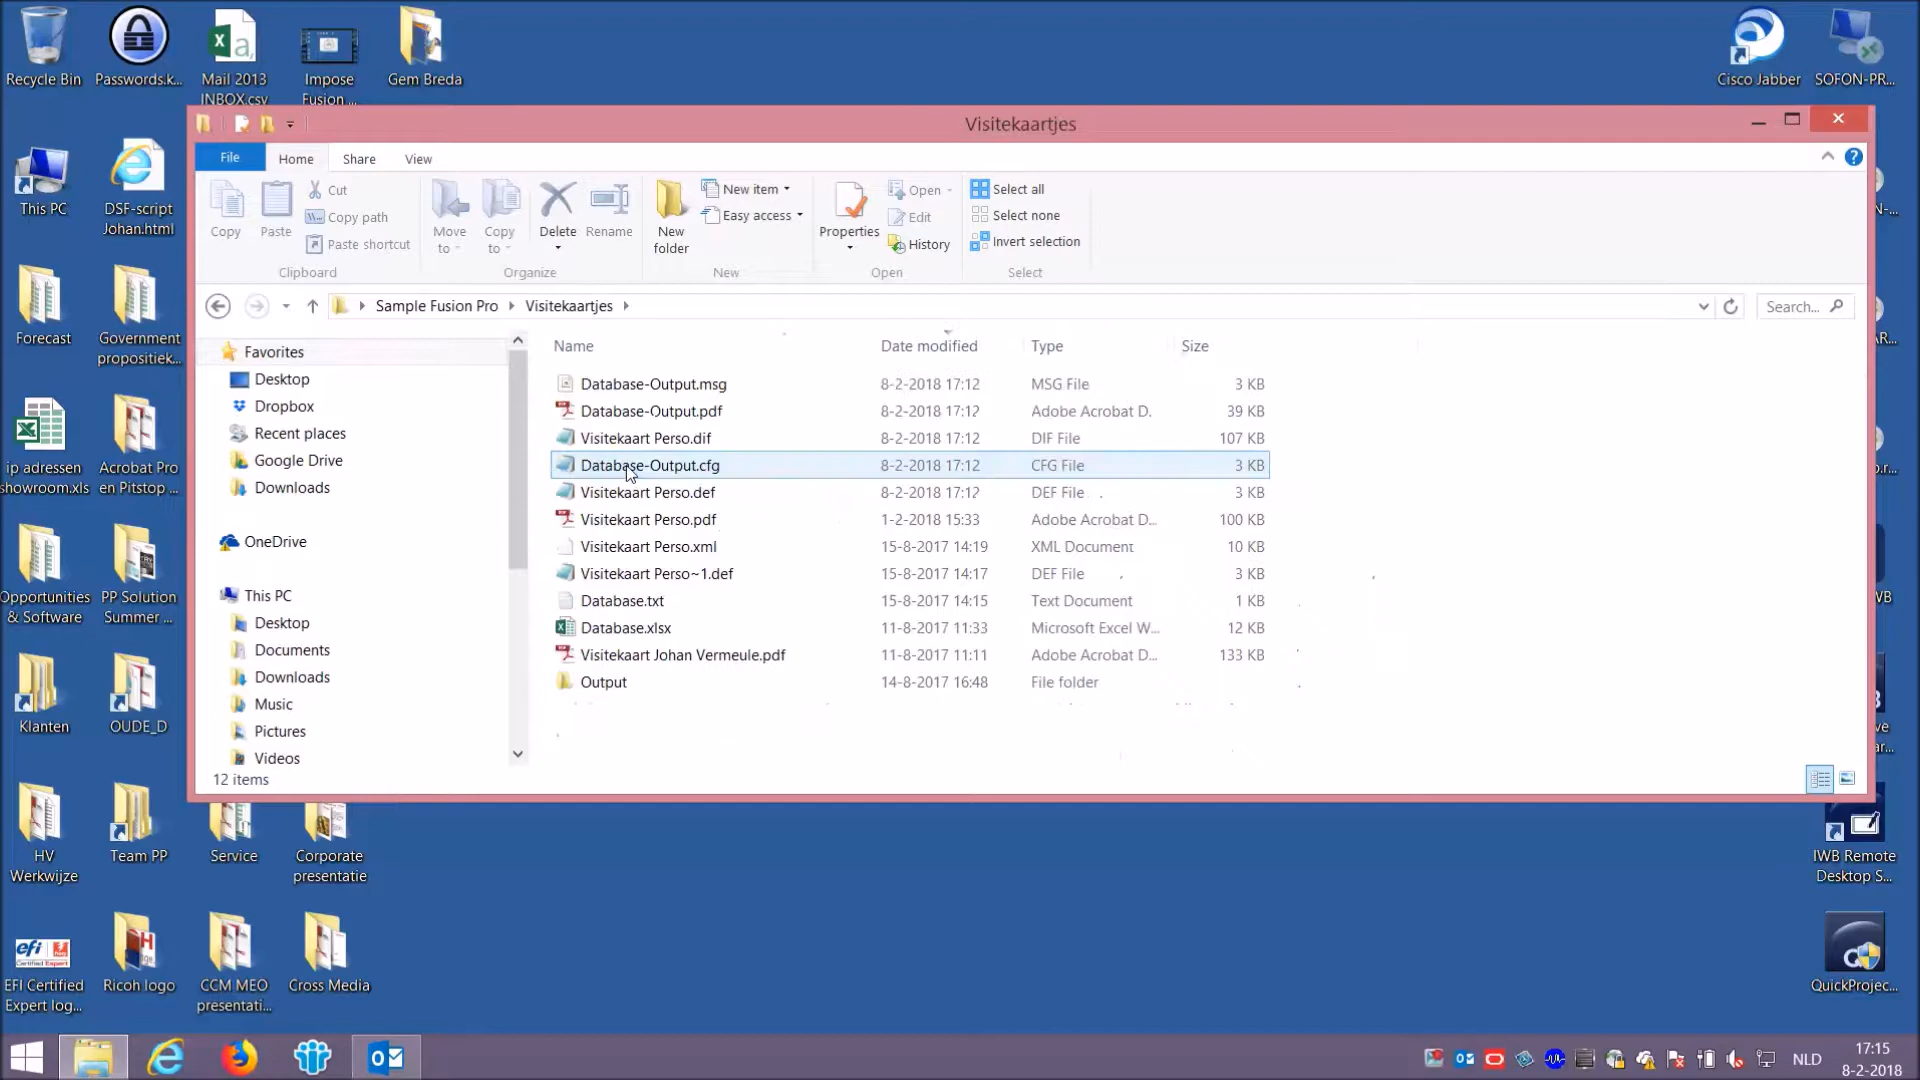 Recycle Bin
Passwords.k...
Mail 2013
INBOX.csv
Impose
Fusion ...
Gem Breda
Cisco Jabber
SOFON-PR...
This PC
DSF-script
Johan.html
Forecast
Government
propositiek...
ip adressen
showroom.xls
Acrobat Pro
en Pitstop ...
Opportunities
& Software
PP Solution
Summer ...
Klanten
OUDE_D
HV
Werkwijze
Team PP
Service
Corporate
presentatie
efi
Certified Expert
EFI Certified
Expert log...
Ricoh logo
CCM MEO
presentati...
Cross Media
IWB Remote
Desktop S...
QuickProjec...
Visitekaartjes
File
Home
Share
View
Copy
Paste
Cut
Copy path
Paste shortcut
Clipboard
Move
to
Copy
to
Delete
Rename
Organize
New
folder
New item
Easy access
New
Properties
Open
Edit
History
Open
Select all
Select none
Invert selection
Select
Sample Fusion Pro
Visitekaartjes
Search...
Favorites
Desktop
Dropbox
Recent places
Google Drive
Downloads
OneDrive
This PC
Desktop
Documents
Downloads
Music
Pictures
Videos
Name Date modified Type Size
Database-Output.msg 8-2-2018 17:12 MSG File 3 KB
Database-Output.pdf 8-2-2018 17:12 Adobe Acrobat D. 39 KB
Visitekaart Perso.dif 8-2-2018 17:12 DIF File 107 KB
Database-Output.cfg 8-2-2018 17:12 CFG File 3 KB
Visitekaart Perso.def 8-2-2018 17:12 DEF File 3 KB
Visitekaart Perso.pdf 1-2-2018 15:33 Adobe Acrobat D... 100 KB
Visitekaart Perso.xml 15-8-2017 14:19 XML Document 10 KB
Visitekaart Perso~1.def 15-8-2017 14:17 DEF File 3 KB
Database.txt 15-8-2017 14:15 Text Document 1 KB
Database.xlsx 11-8-2017 11:33 Microsoft Excel W... 12 KB
Visitekaart Johan Vermeule.pdf 11-8-2017 11:11 Adobe Acrobat D... 133 KB
Output 14-8-2017 16:48 File folder
12 items
NLD
17:15
8-2-2018